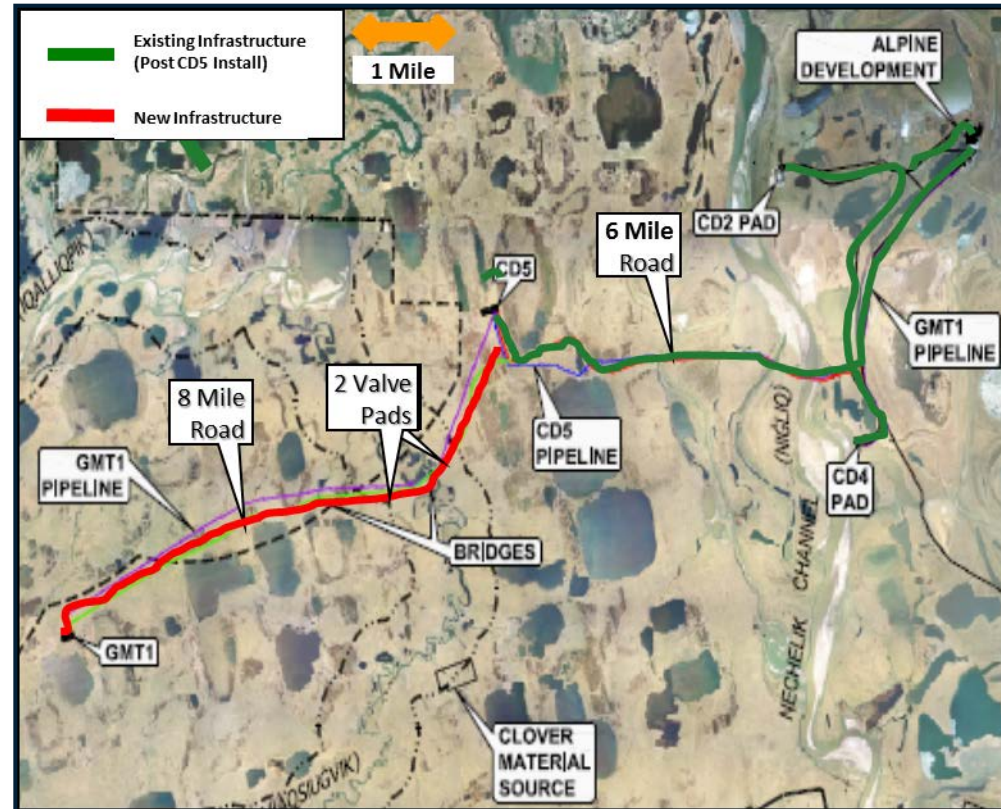 Existing Infrastructure
(Post CD5 Install)
New Infrastructure
1 Mile
ALPINE
DEVELOPMENT
CD2 PAD
6 Mile
Road
CD5
GMT1
PIPELINE
8 Mile
Road
2 Valve
Pads
GMT1
PIPELINE
CD5
PIPELINE
CD4
PAD
BRIDGES
GMT1
CLOVER
MATERIAL
SOURCE
NECHELIK CHANNEL
(NIGLIQ)